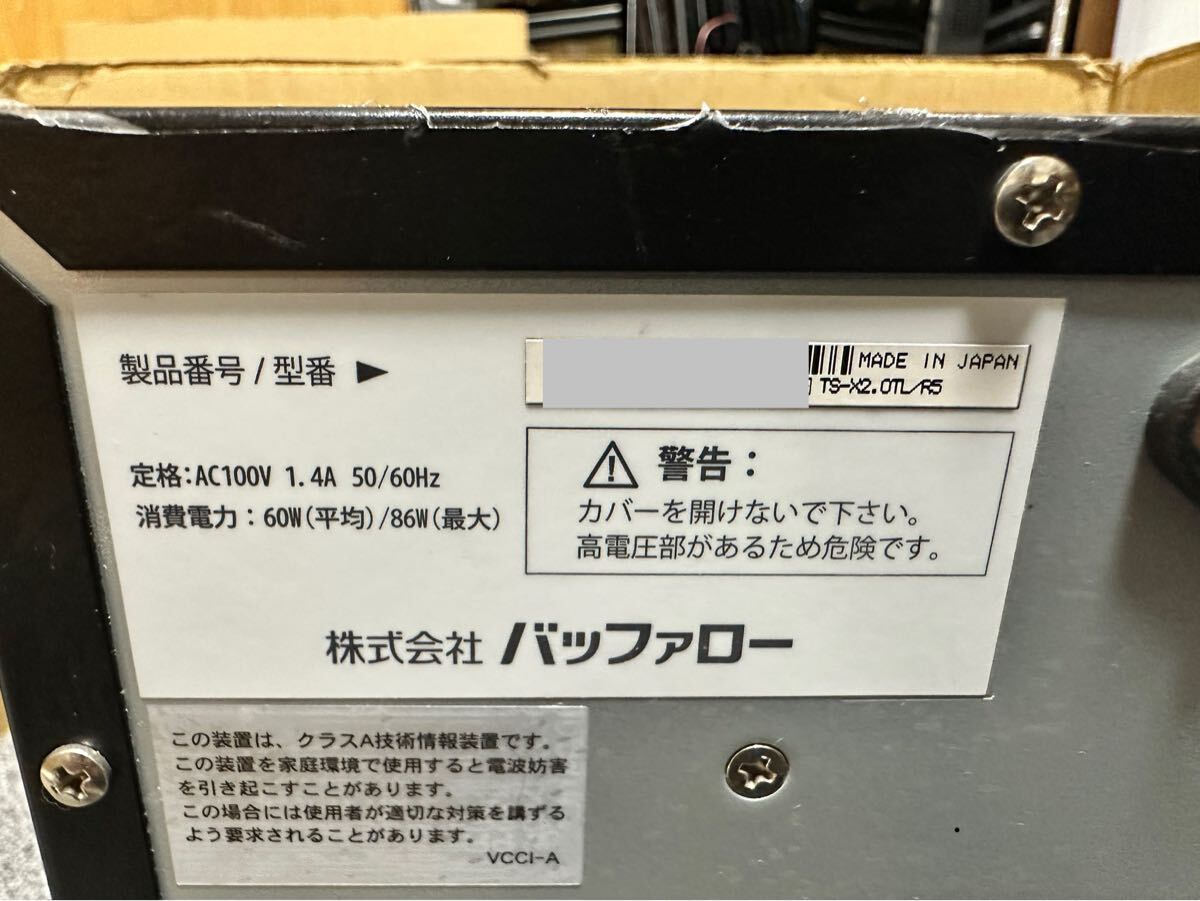 製品番号 / 型番 ▶
MADE IN JAPAN
TS-X2.0TL/R5
定格:AC100V 1.4A 50/60Hz
消費電力：60W(平均)/86W(最大)
警告：
カバーを開けないで下さい。
高電圧部があるため危険です。
株式会社 バッファロー
この装置は、クラスA技術情報装置です。
この装置を家庭環境で使用すると電波妨害
を引き起こすことがあります。
この場合には使用者が適切な対策を講ずる
よう要求されることがあります。
VCCI-A